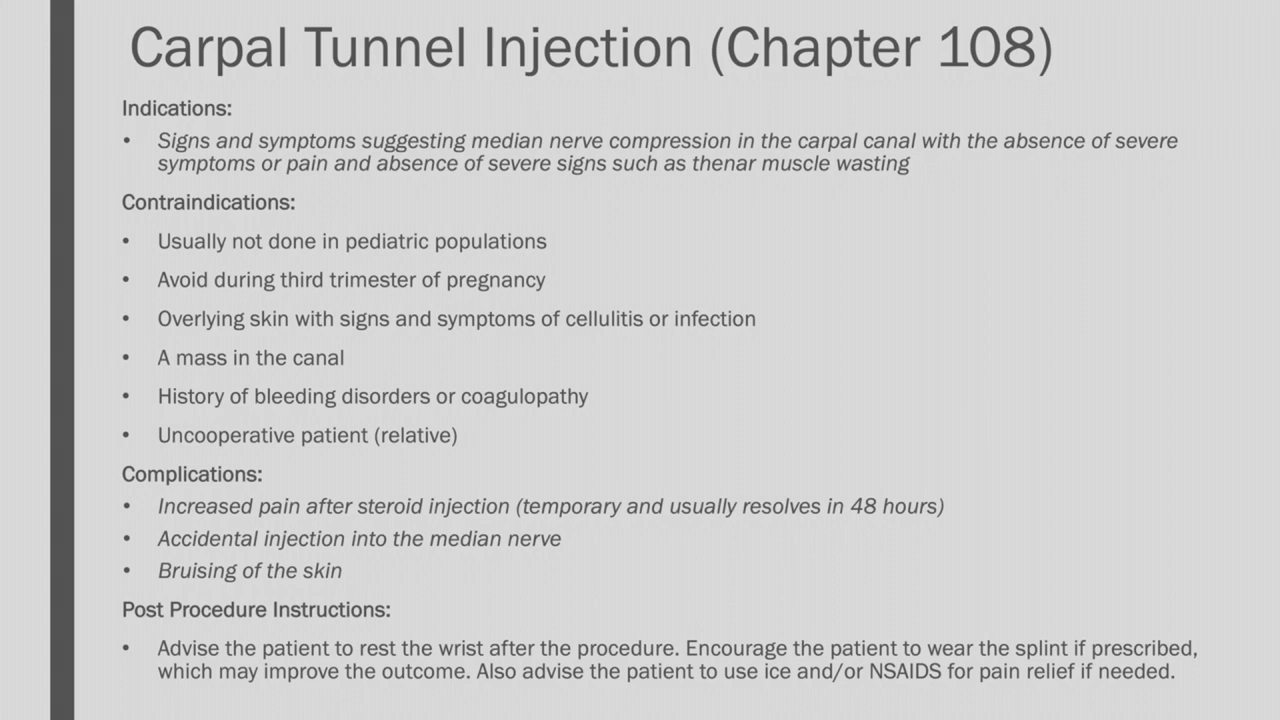 Carpal Tunnel Injection (Chapter 108)
Indications:
• Signs and symptoms suggesting median nerve compression in the carpal canal with the absence of severe
symptoms or pain and absence of severe signs such as thenar muscle wasting
Contraindications:
• Usually not done in pediatric populations
• Avoid during third trimester of pregnancy
• Overlying skin with signs and symptoms of cellulitis or infection
• A mass in the canal
• History of bleeding disorders or coagulopathy
• Uncooperative patient (relative)
Complications:
• Increased pain after steroid injection (temporary and usually resolves in 48 hours)
• Accidental injection into the median nerve
• Bruising of the skin
Post Procedure Instructions:
• Advise the patient to rest the wrist after the procedure. Encourage the patient to wear the splint if prescribed,
which may improve the outcome. Also advise the patient to use ice and/or NSAIDS for pain relief if needed.